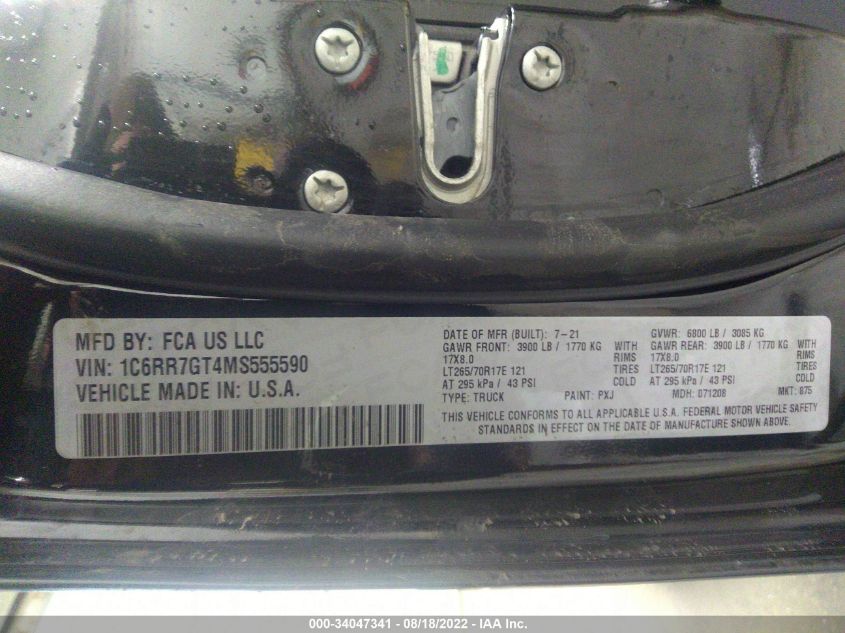 MFD BY: FCA US LLC
VIN: 1C6RR7GT4MS555590
VEHICLE MADE IN: U.S.A.
DATE OF MFR (BUILT): 7-21 GVWR: 6800 LB / 3085 KG
GAWR FRONT: 3900 LB / 1770 KG GAWR REAR: 3900 LB / 1770 KG
17X8.0 RIMS 17X8.0 RIMS
LT265/70R17E 121 TIRES LT265/70R17E 121 TIRES
AT 295 kPa / 43 PSI COLD AT 295 kPa / 43 PSI COLD
TYPE: TRUCK PAINT: PXJ MDH: 071208 MKT: 875
THIS VEHICLE CONFORMS TO ALL APPLICABLE U.S.A. FEDERAL MOTOR VEHICLE SAFETY
STANDARDS IN EFFECT ON THE DATE OF MANUFACTURE SHOWN ABOVE.
000-34047341 - 08/18/2022 - IAA Inc.